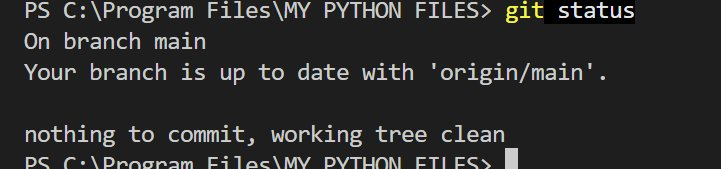 PS C:\Program Files\MY PYTHON FILES> git status
On branch main
Your branch is up to date with 'origin/main'.
nothing to commit, working tree clean
PS C:\Program Files\MY PYTHON FILES>